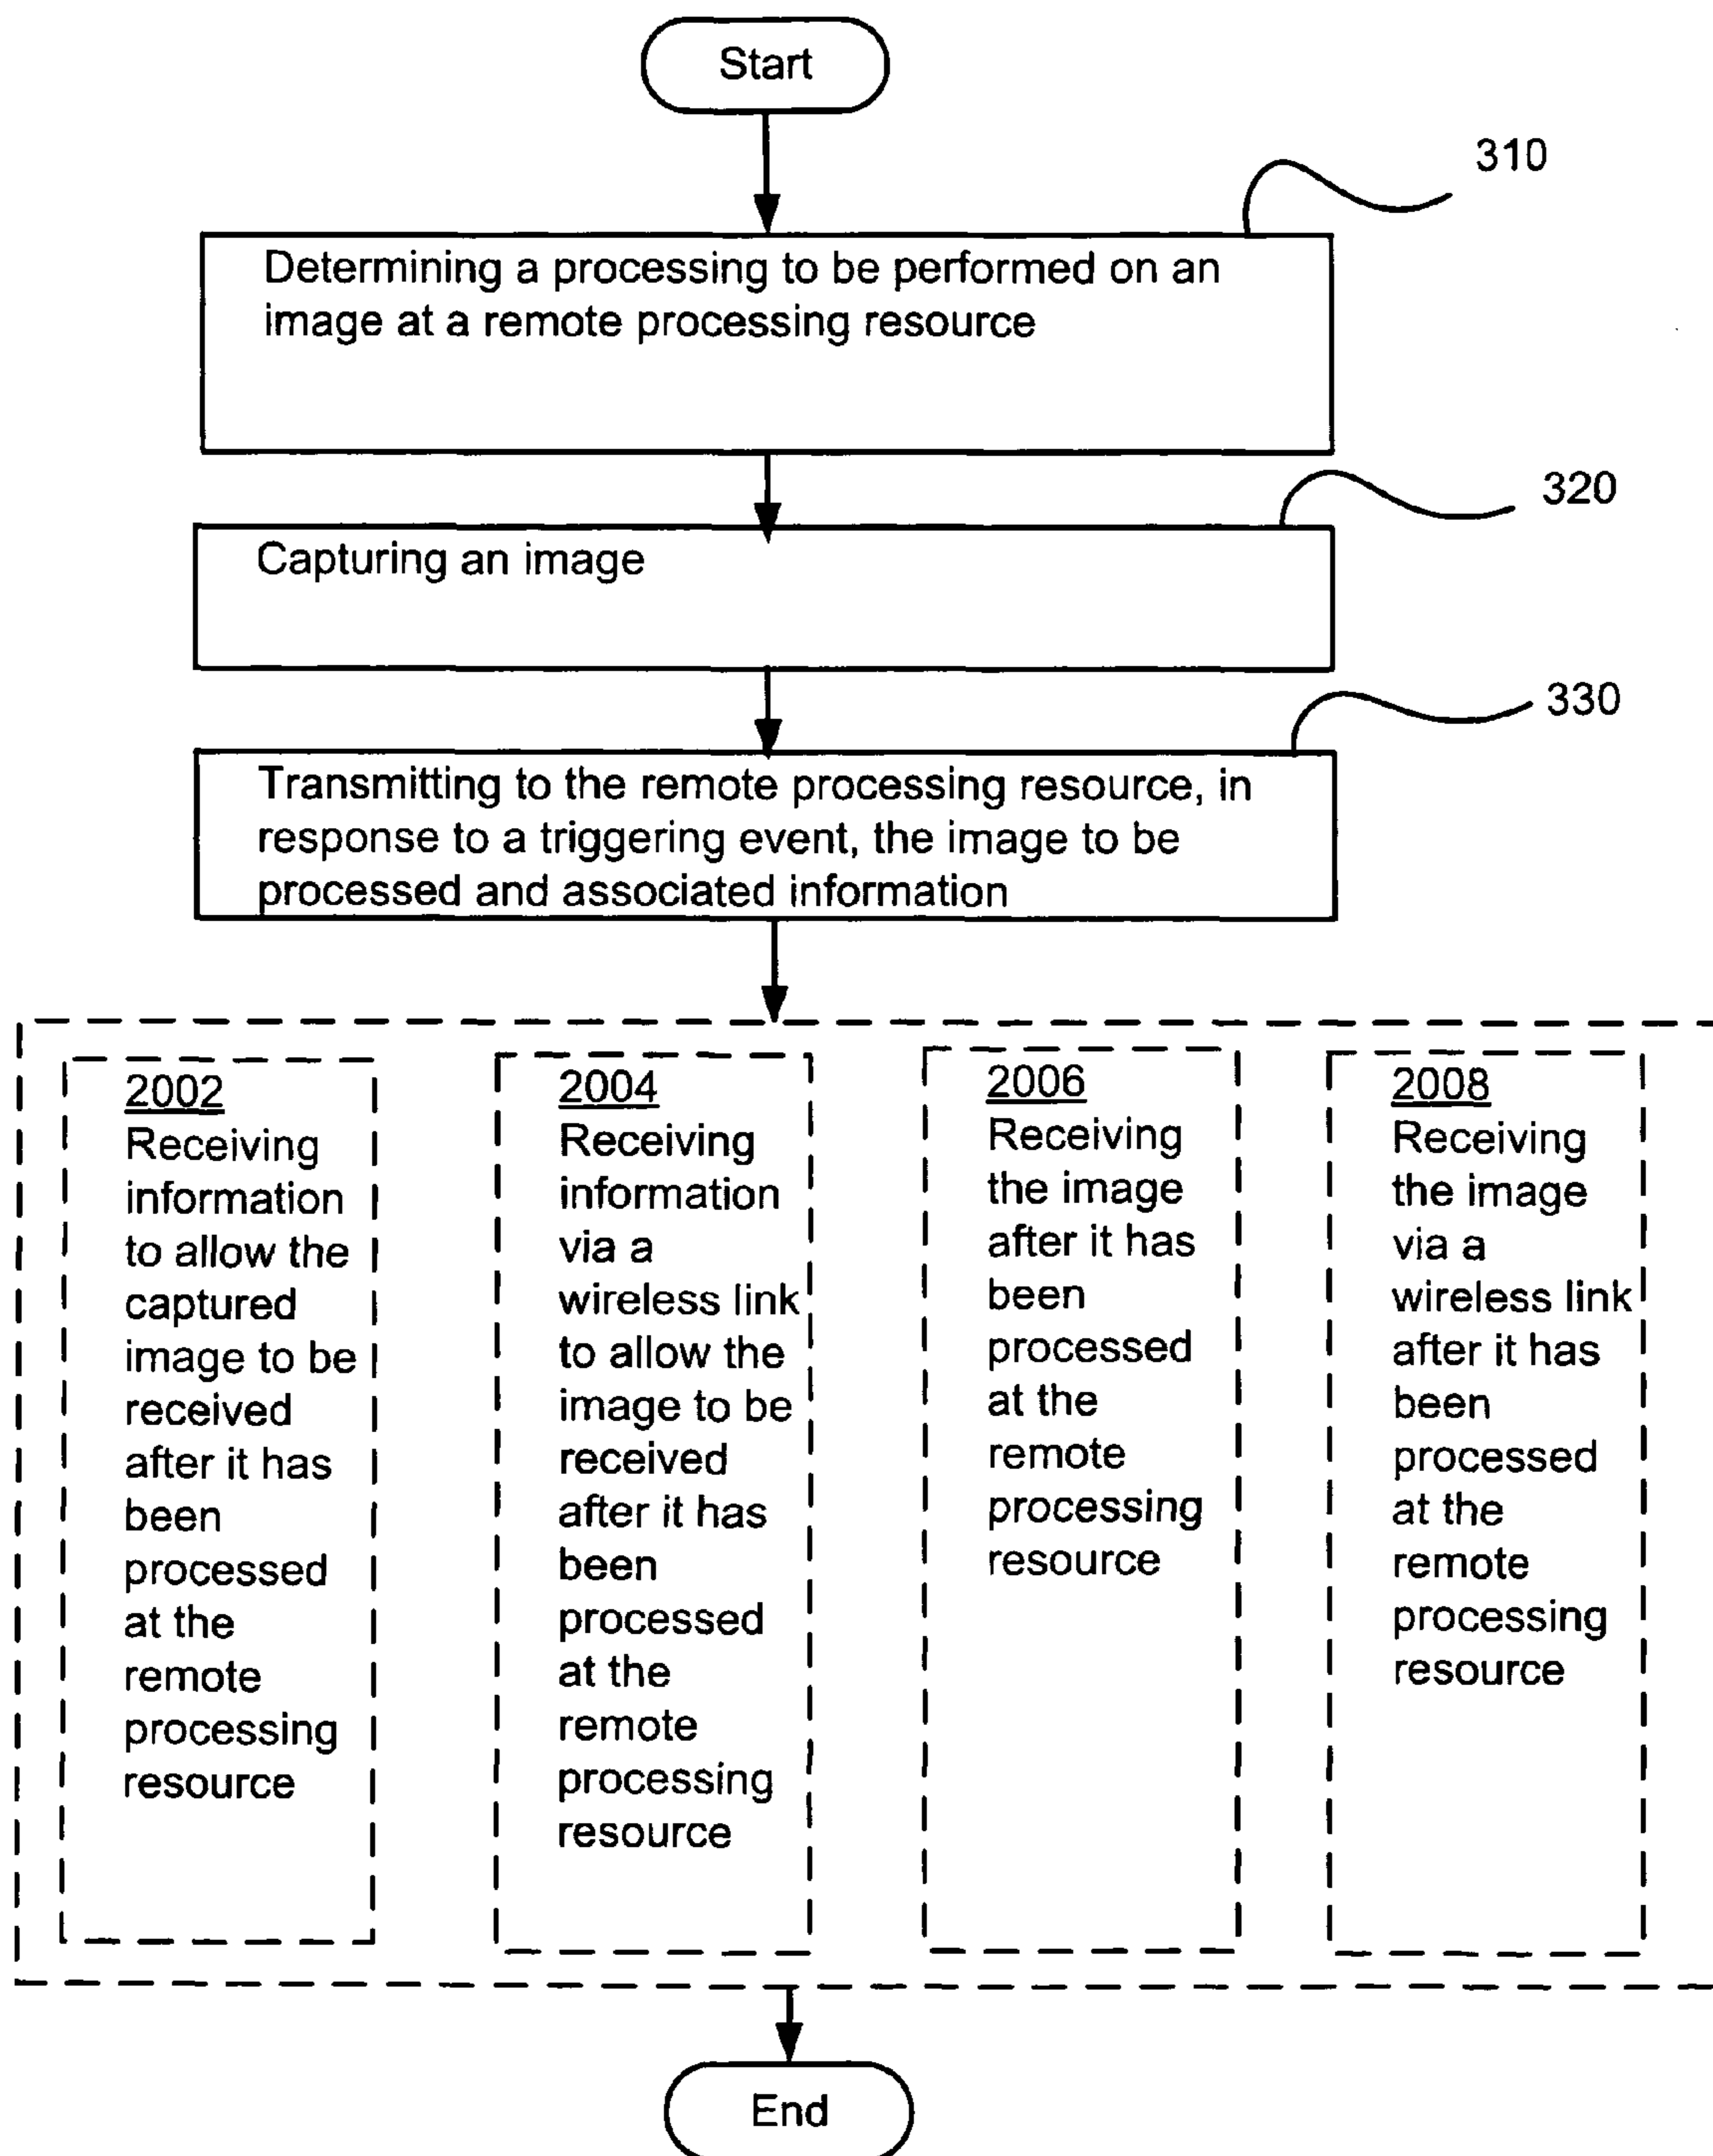 Start
310
Determining a processing to be performed on an
image at a remote processing resource
320
Capturing an image
330
Transmitting to the remote processing resource, in
response to a triggering event, the image to be
processed and associated information
2002
Receiving
information
to allow the
captured
image to be
received
after it has
been
processed
at the
remote
processing
resource
2004
Receiving
information
via a
wireless link
to allow the
image to be
received
after it has
been
processed
at the
remote
processing
resource
2006
Receiving
the image
after it has
been
processed
at the
remote
processing
resource
2008
Receiving
the image
via a
wireless link
after it has
been
processed
at the
remote
processing
resource
End